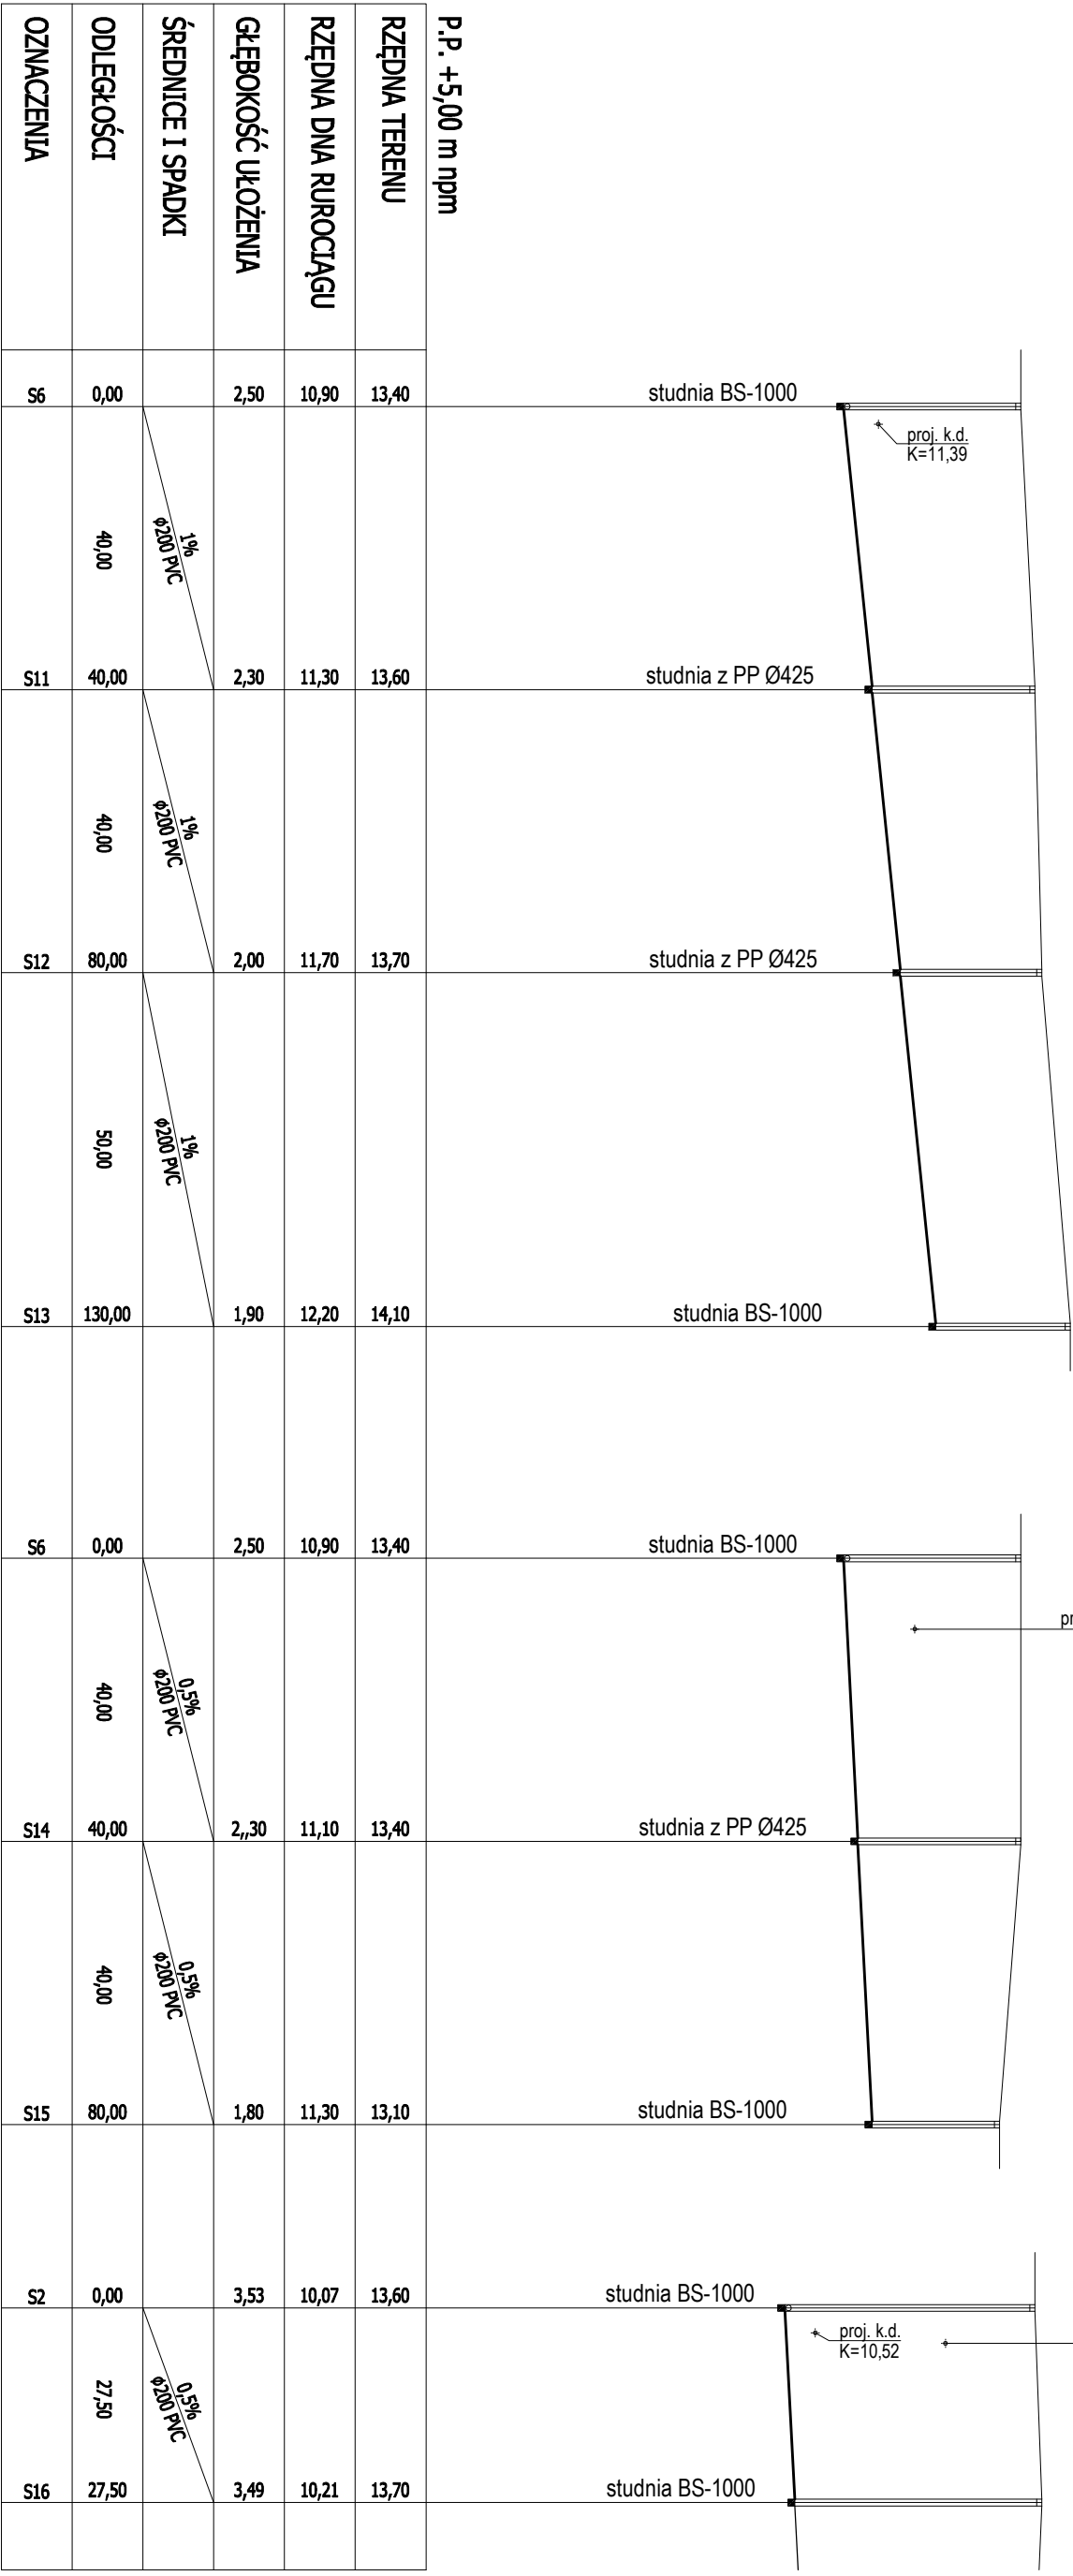 P.P. +5,00 m npm
RZĘDNA TERENU
RZĘDNA DNA RUROCIĄGU
GŁĘBOKOŚĆ UŁOŻENIA
ŚREDNICE I SPADKI
ODLEGŁOŚCI
OZNACZENIA
S6 0,00 2,50 10,90 13,40 studnia BS-1000
proj. k.d.
K=11,39
40,00
1%
ϕ200 PVC
S11 40,00 2,30 11,30 13,60 studnia z PP Ø425
40,00
1%
ϕ200 PVC
S12 80,00 2,00 11,70 13,70 studnia z PP Ø425
50,00
1%
ϕ200 PVC
S13 130,00 1,90 12,20 14,10 studnia BS-1000
S6 0,00 2,50 10,90 13,40 studnia BS-1000
40,00
0,5%
ϕ200 PVC
S14 40,00 2,,30 11,10 13,40 studnia z PP Ø425
40,00
0,5%
ϕ200 PVC
S15 80,00 1,80 11,30 13,10 studnia BS-1000
S2 0,00 3,53 10,07 13,60 studnia BS-1000
proj. k.d.
K=10,52
27,50
0,5%
ϕ200 PVC
S16 27,50 3,49 10,21 13,70 studnia BS-1000